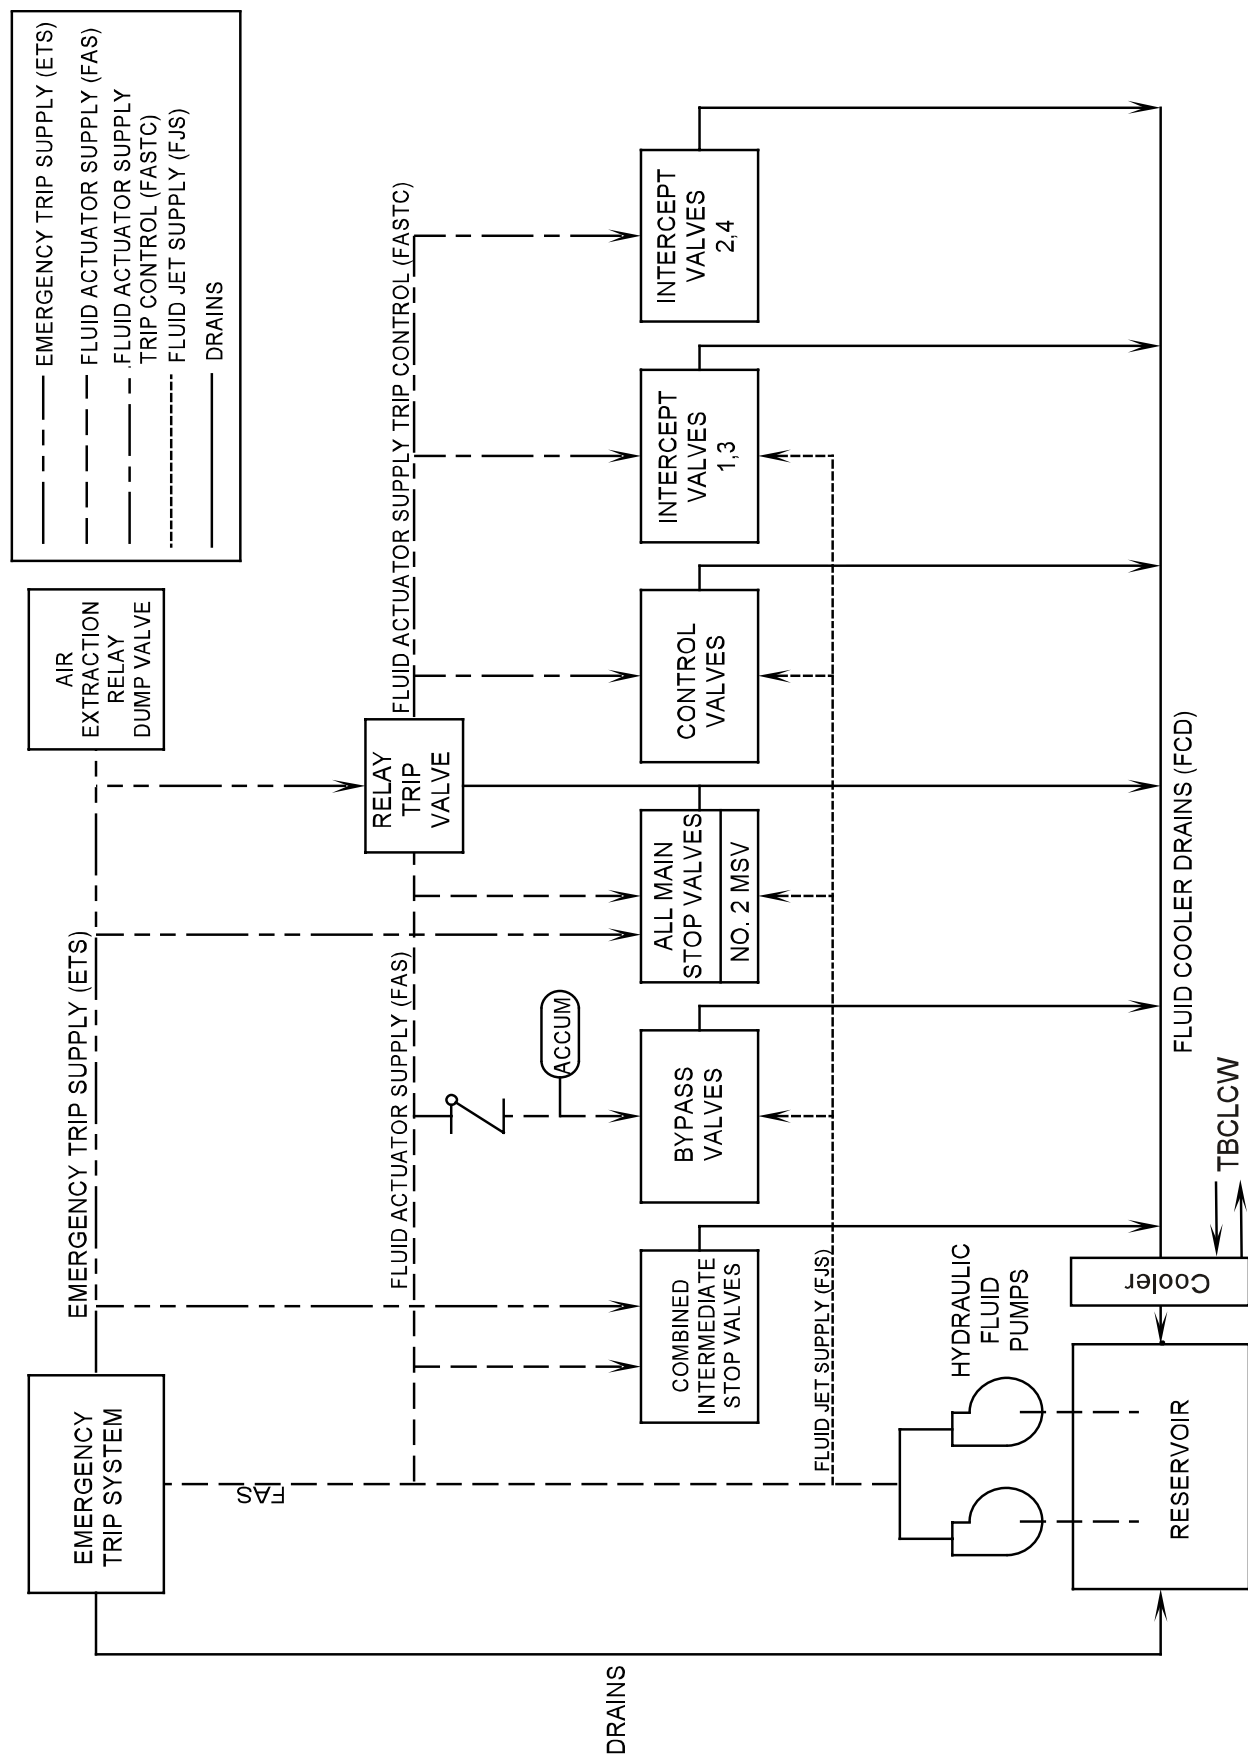 EMERGENCY TRIP SUPPLY (ETS)
FLUID ACTUATOR SUPPLY (FAS)
FLUID ACTUATOR SUPPLY
TRIP CONTROL (FASTC)
FLUID JET SUPPLY (FJS)
DRAINS
EMERGENCY
TRIP SYSTEM
EMERGENCY TRIP SUPPLY (ETS)
AIR
EXTRACTION
RELAY
DUMP VALVE
FAS
FLUID ACTUATOR SUPPLY (FAS)
RELAY
TRIP
VALVE
FLUID ACTUATOR SUPPLY TRIP CONTROL (FASTC)
ACCUM
COMBINED
INTERMEDIATE
STOP VALVES
BYPASS
VALVES
ALL MAIN
STOP VALVES
NO. 2 MSV
CONTROL
VALVES
INTERCEPT
VALVES
1,3
INTERCEPT
VALVES
2,4
DRAINS
FLUID JET SUPPLY (FJS)
HYDRAULIC
FLUID
PUMPS
RESERVOIR
Cooler
FLUID COOLER DRAINS (FCD)
TBCLCW